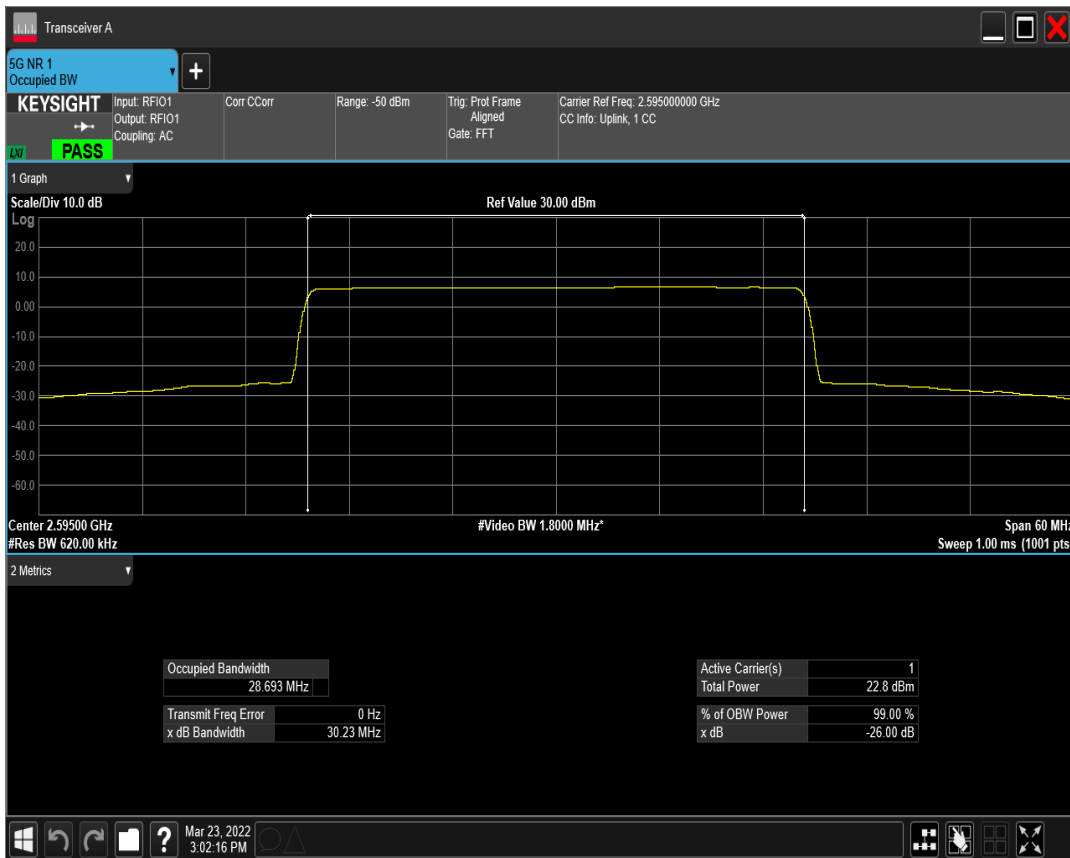 Transceiver A
5G NR 1
Occupied BW
KEYSIGHT
LXI
PASS
Input: RFIO1
Output: RFIO1
Coupling: AC
Corr CCorr
Range: -50 dBm
Trig: Prot Frame
Aligned
Gate: FFT
Carrier Ref Freq: 2.595000000 GHz
CC Info: Uplink, 1 CC
1 Graph
Scale/Div 10.0 dB
Ref Value 30.00 dBm
Log
20.0
10.0
0.00
-10.0
-20.0
-30.0
-40.0
-50.0
-60.0
Center 2.59500 GHz
#Video BW 1.8000 MHz*
Span 60 MHz
#Res BW 620.00 kHz
Sweep 1.00 ms (1001 pts
2 Metrics
Occupied Bandwidth
28.693 MHz
Transmit Freq Error 0 Hz
x dB Bandwidth 30.23 MHz
Active Carrier(s) 1
Total Power 22.8 dBm
% of OBW Power 99.00 %
x dB -26.00 dB
Mar 23, 2022
3:02:16 PM